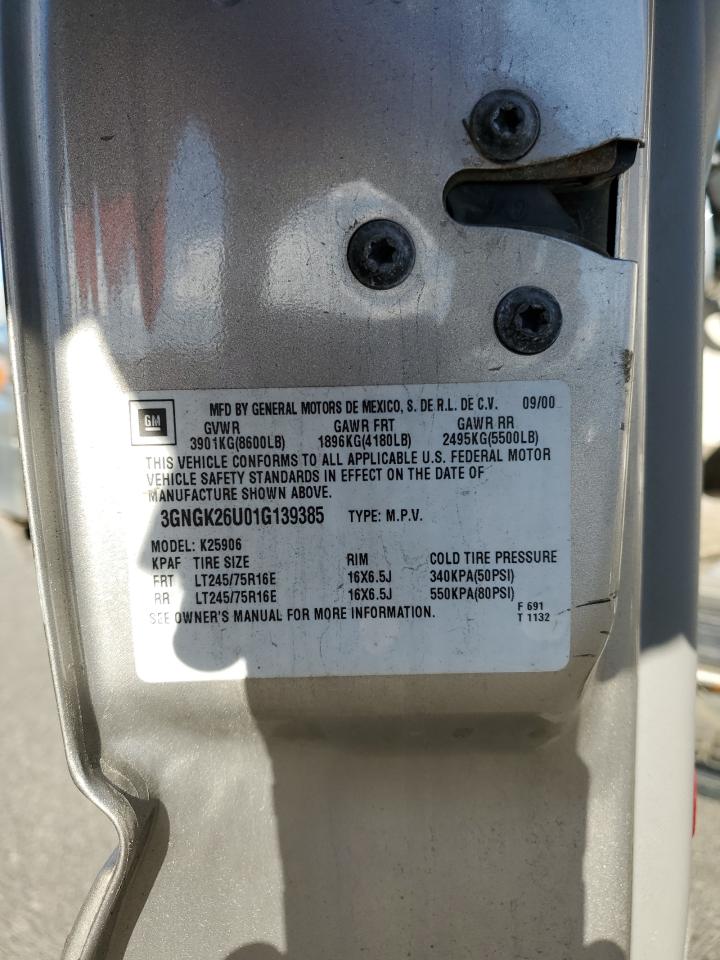 GM
MFD BY GENERAL MOTORS DE MEXICO, S. DE R.L. DE C.V. 09/00
GVWR GAWR FRT GAWR RR
3901KG(8600LB) 1896KG(4180LB) 2495KG(5500LB)
THIS VEHICLE CONFORMS TO ALL APPLICABLE U.S. FEDERAL MOTOR
VEHICLE SAFETY STANDARDS IN EFFECT ON THE DATE OF
MANUFACTURE SHOWN ABOVE.
3GNGK26U01G139385 TYPE: M.P.V.
MODEL: K25906
KPAF TIRE SIZE RIM COLD TIRE PRESSURE
FRT LT245/75R16E 16X6.5J 340KPA(50PSI)
RR LT245/75R16E 16X6.5J 550KPA(80PSI)
SEE OWNER'S MANUAL FOR MORE INFORMATION.
F 691
T 1132